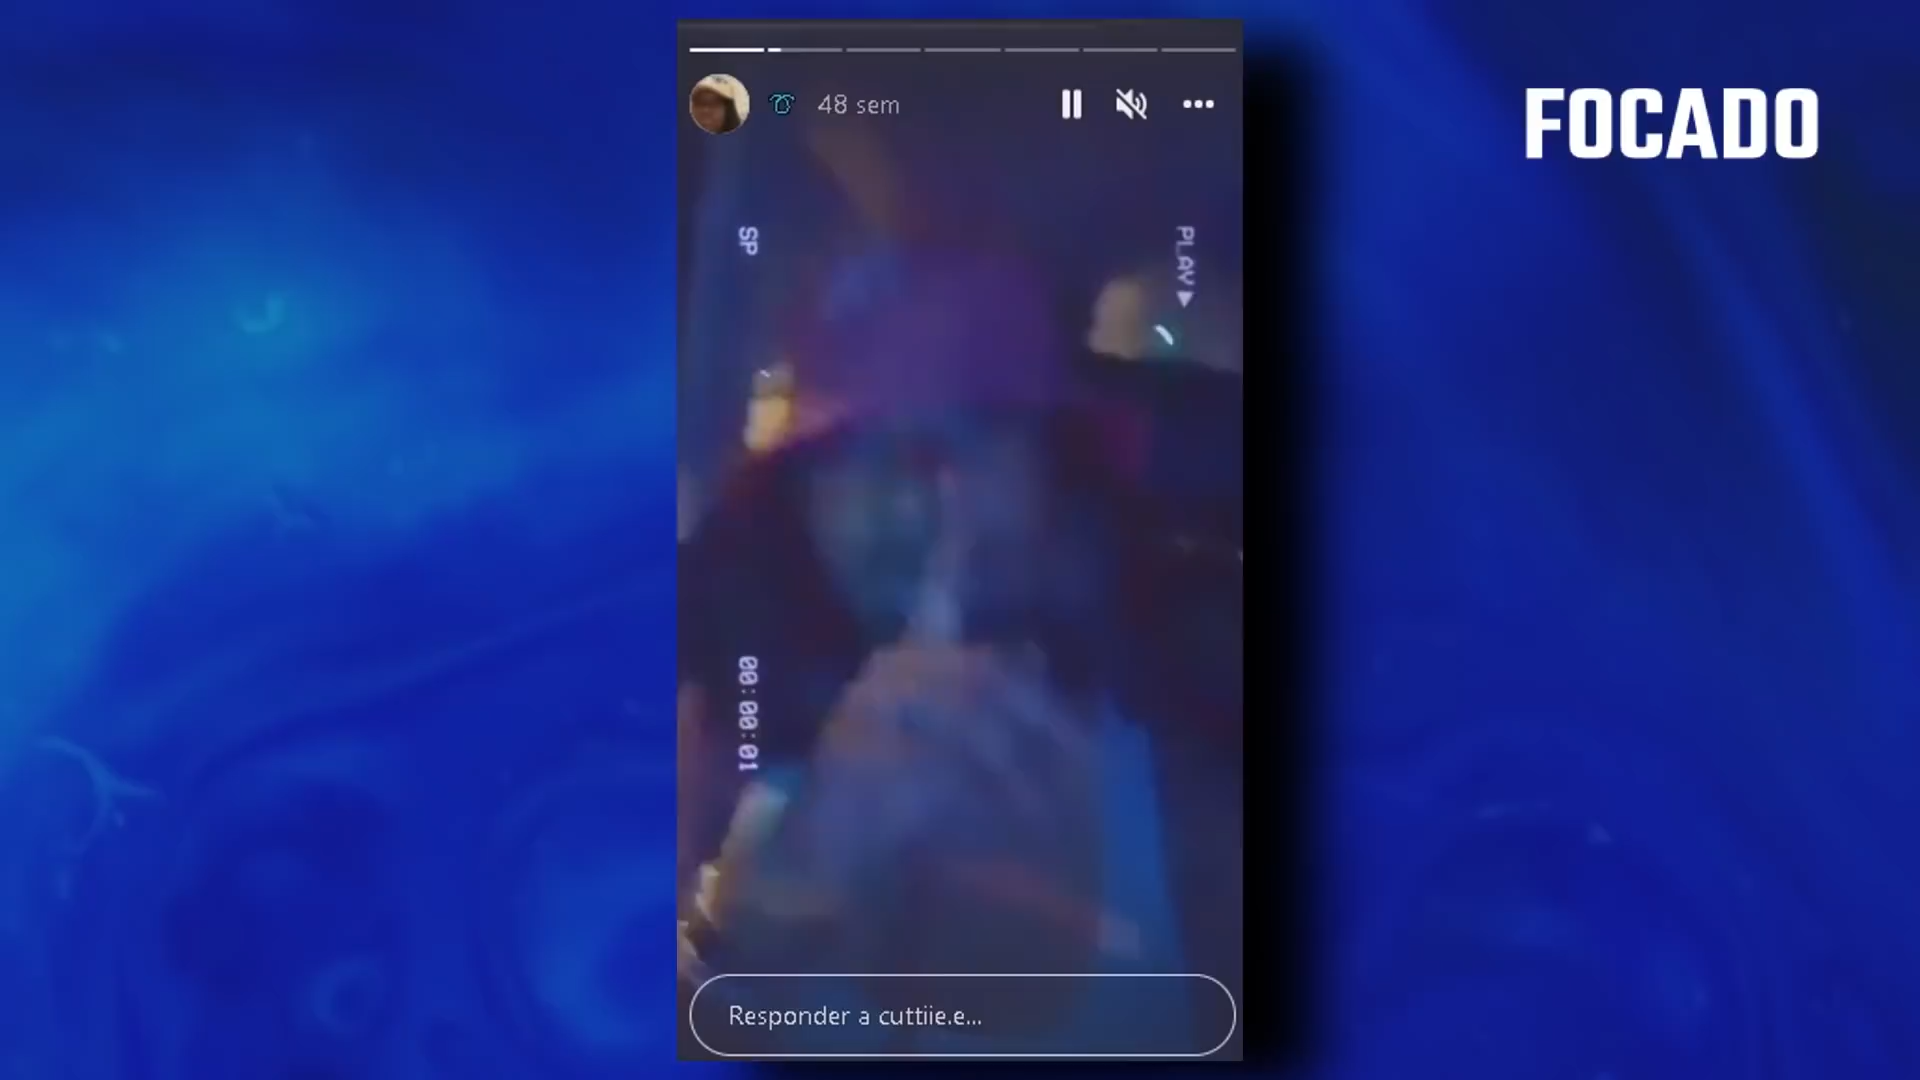 FOCADO
48 sem
SP
PLAY
00:00:01
Responder a cuttiie.e...